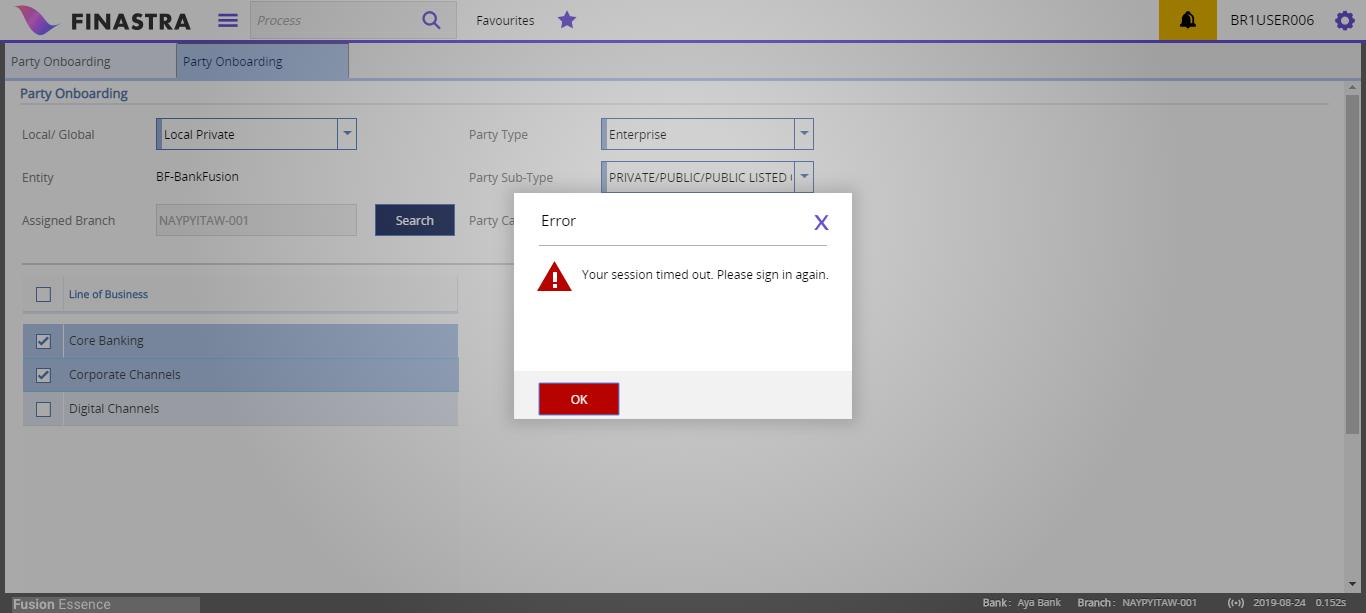 FINASTRA
Process
Favourites
BR1USER006
Party Onboarding
Party Onboarding
Party Onboarding
Local/ Global
Local Private
Party Type
Enterprise
Entity
BF-BankFusion
Party Sub-Type
PRIVATE/PUBLIC/PUBLIC LISTED
Assigned Branch
NAYPYITAW-001
Search
Party Ca
Error
X
Your session timed out. Please sign in again.
OK
Line of Business
Core Banking
Corporate Channels
Digital Channels
Fusion Essence
Bank : Aya Bank Branch : NAYPYITAW-001 2019-08-24 0.152s